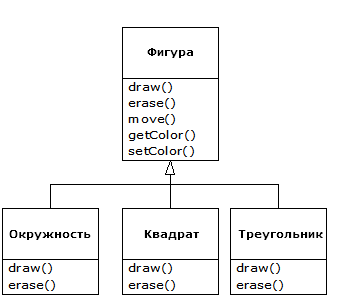 Фигура
draw()
erase()
move()
getColor()
setColor()
Окружность
draw()
erase()
Квадрат
draw()
erase()
Треугольник
draw()
erase()